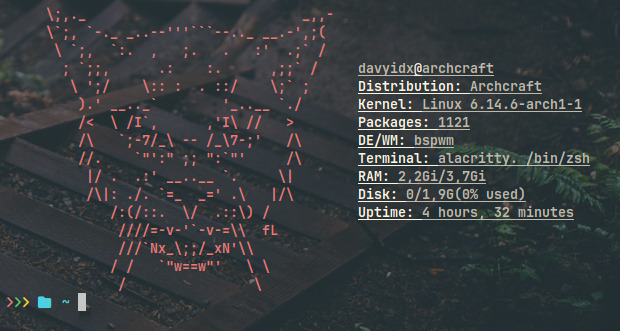 davyidx@archcraft
Distribution: Archcraft
Kernel: Linux 6.14.6-arch1-1
Packages: 1121
DE/WM: bspwm
Terminal: alacritty. /bin/zsh
RAM: 2,2Gi/3,7Gi
Disk: 0/1,9G(0% used)
Uptime: 4 hours, 32 minutes
fL
❯❯❯ ~